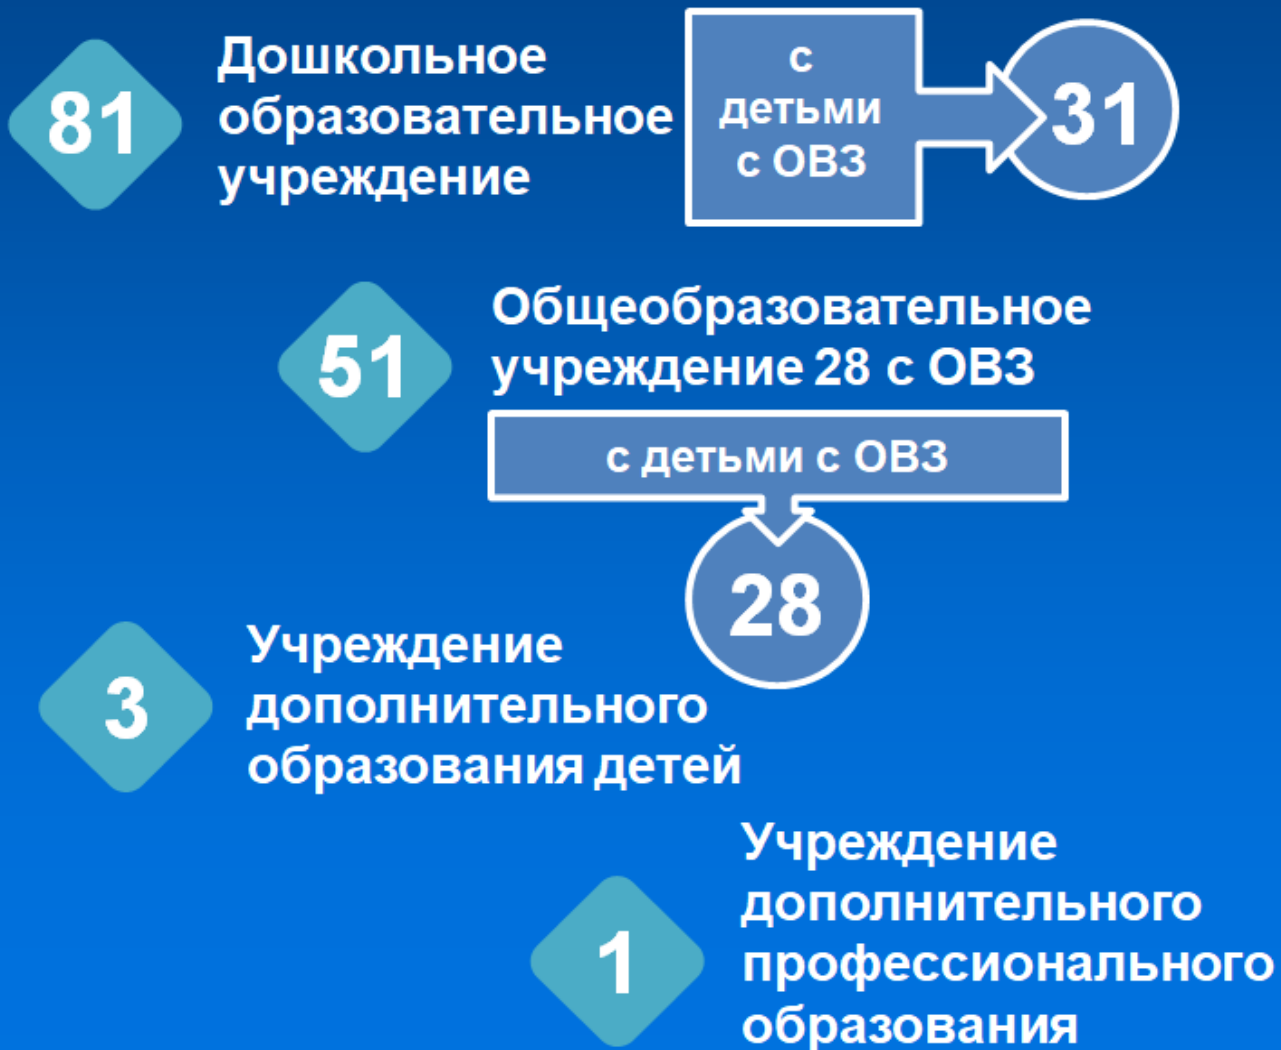 81
Дошкольное
образовательное
учреждение
с
детьми
с ОВЗ
31
51
Общеобразовательное
учреждение 28 с ОВЗ
с детьми с ОВЗ
28
3
Учреждение
дополнительного
образования детей
1
Учреждение
дополнительного
профессионального
образования